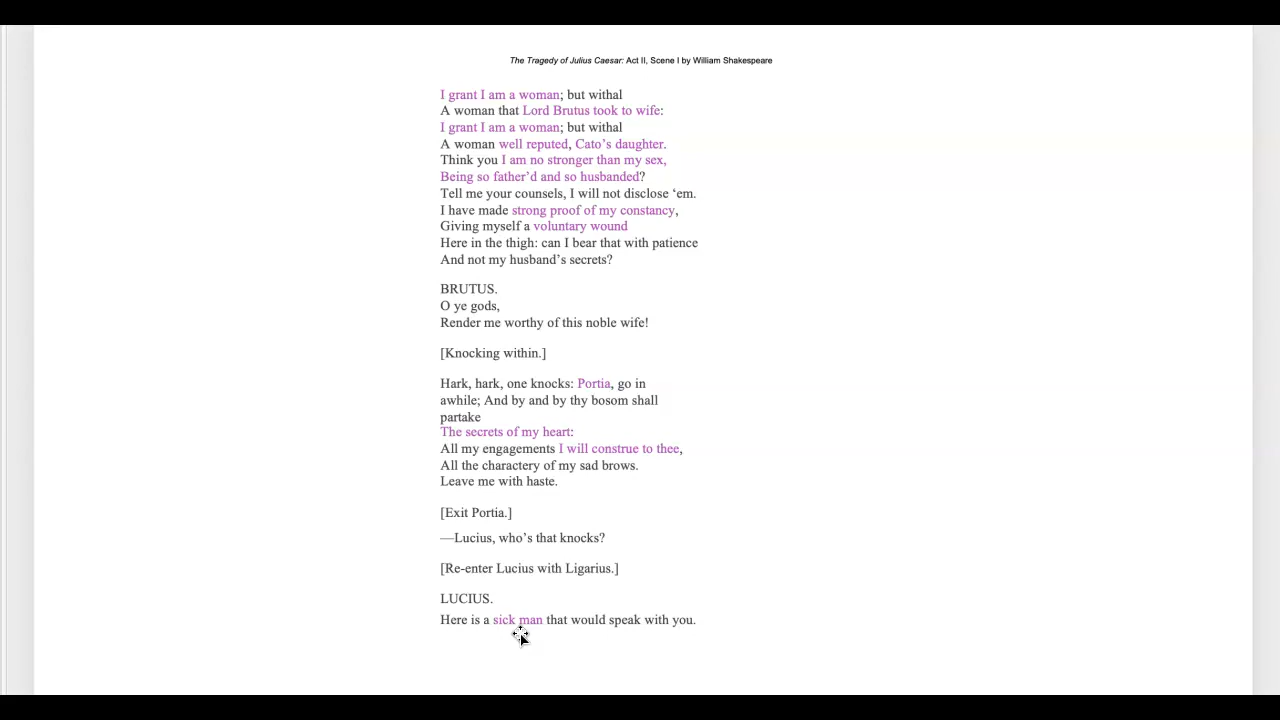 The Tragedy of Julius Caesar: Act II, Scene I by William Shakespeare
I grant I am a woman; but withal
A woman that Lord Brutus took to wife:
I grant I am a woman; but withal
A woman well reputed, Cato’s daughter.
Think you I am no stronger than my sex,
Being so father’d and so husbanded?
Tell me your counsels, I will not disclose ‘em.
I have made strong proof of my constancy,
Giving myself a voluntary wound
Here in the thigh: can I bear that with patience
And not my husband’s secrets?
BRUTUS.
O ye gods,
Render me worthy of this noble wife!
[Knocking within.]
Hark, hark, one knocks: Portia, go in
awhile; And by and by thy bosom shall
partake
The secrets of my heart:
All my engagements I will construe to thee,
All the charactery of my sad brows.
Leave me with haste.
[Exit Portia.]
—Lucius, who’s that knocks?
[Re-enter Lucius with Ligarius.]
LUCIUS.
Here is a sick man that would speak with you.